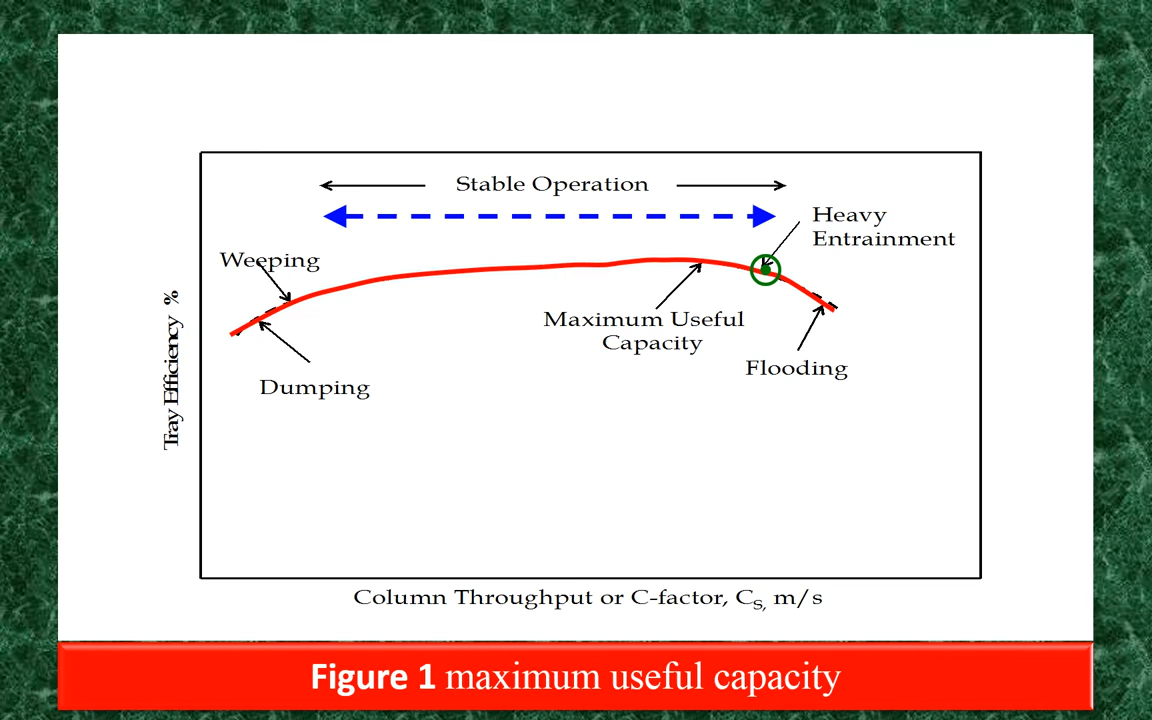 Stable Operation
Heavy
Entrainment
Weeping
Maximum Useful
Capacity
Flooding
Dumping
Tray Efficiency %
Column Throughput or C-factor, Cs, m/s
Figure 1 maximum useful capacity